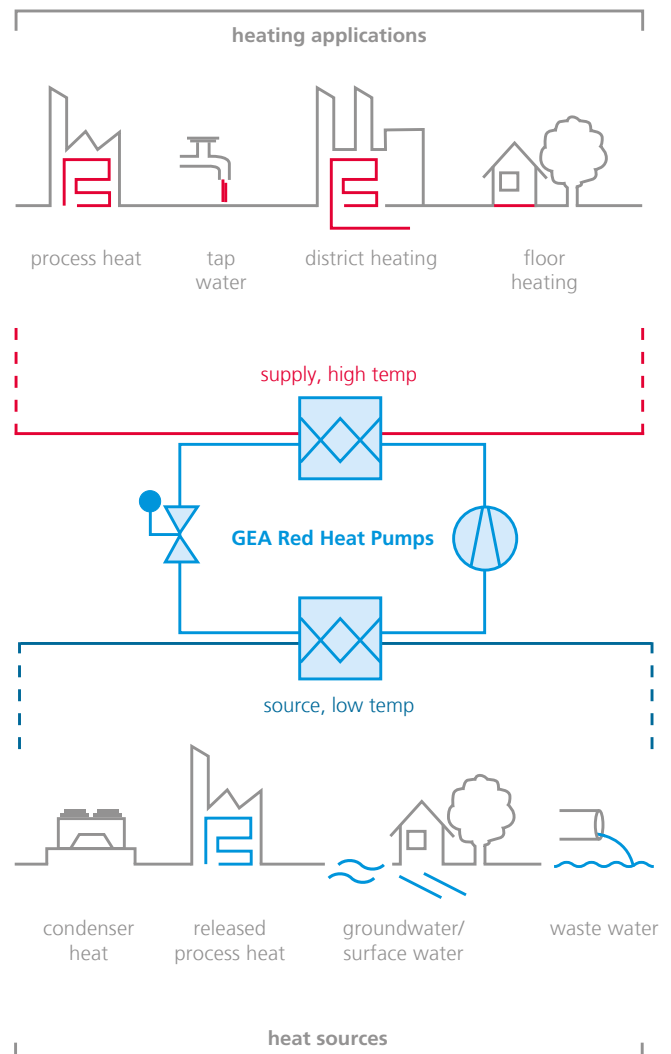 heating applications
process heat
tap
water
district heating
floor
heating
supply, high temp
GEA Red Heat Pumps
source, low temp
condenser
heat
released
process heat
groundwater/
surface water
waste water
heat sources